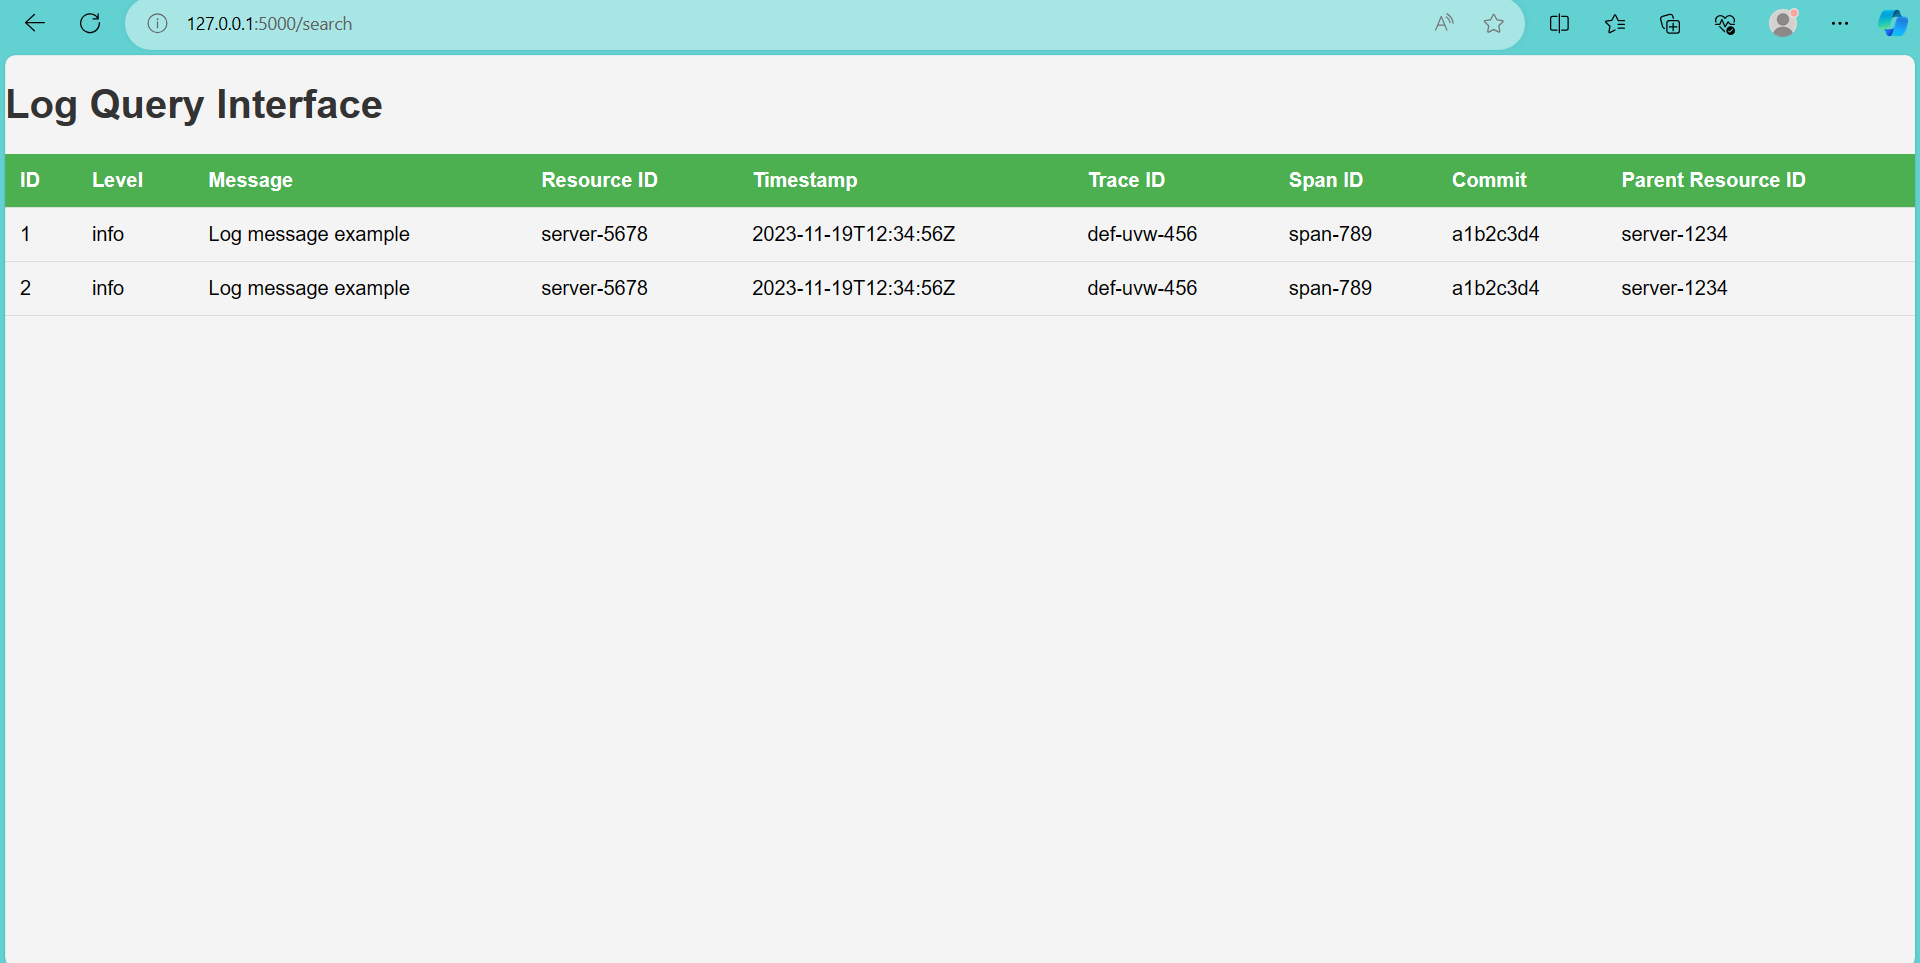 127.0.0.1:5000/search
Log Query Interface
ID Level Message Resource ID Timestamp Trace ID Span ID Commit Parent Resource ID
1 info Log message example server-5678 2023-11-19T12:34:56Z def-uvw-456 span-789 a1b2c3d4 server-1234
2 info Log message example server-5678 2023-11-19T12:34:56Z def-uvw-456 span-789 a1b2c3d4 server-1234